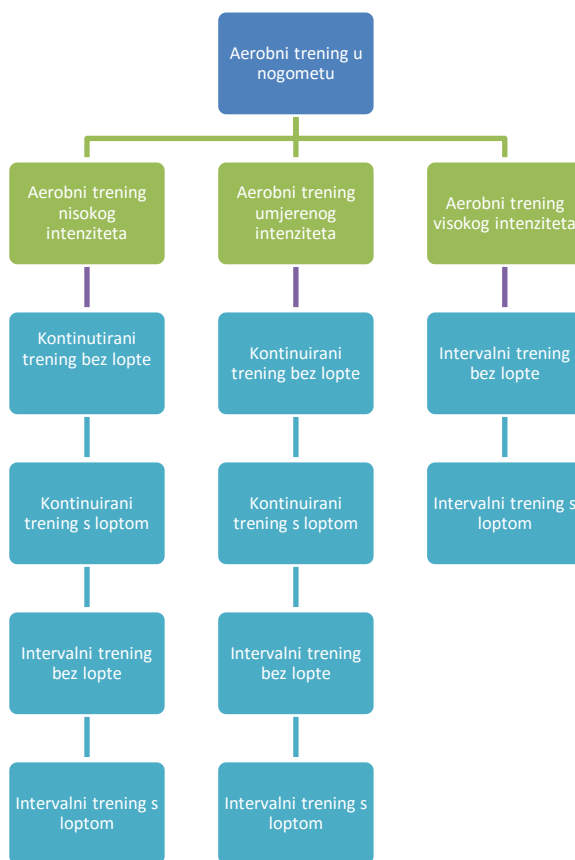 Aerobni trening u
nogometu
Aerobni trening
nisokog
intenziteta
Aerobni trening
umjerenog
intenziteta
Aerobni trening
visokog intenziteta
Kontinutirani
trening bez lopte
Kontinuirani
trening bez lopte
Intervalni trening
bez lopte
Kontinuirani
trening s loptom
Kontinuirani
trening s loptom
Intervalni trening s
loptom
Intervalni trening
bez lopte
Intervalni trening
bez lopte
Intervalni trening s
loptom
Intervalni trening s
loptom